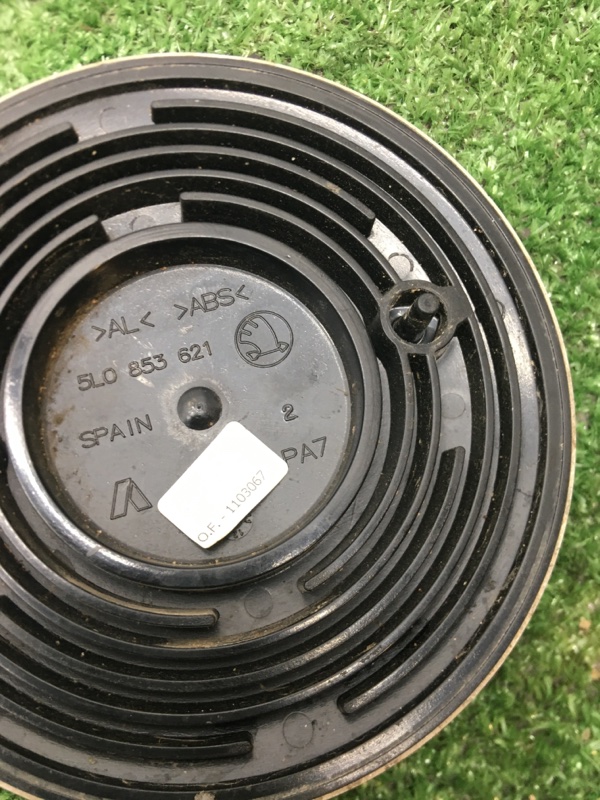 >AL< >ABS<
5L0 853 621
SPAIN 2
PA7
O.F. - 1103067